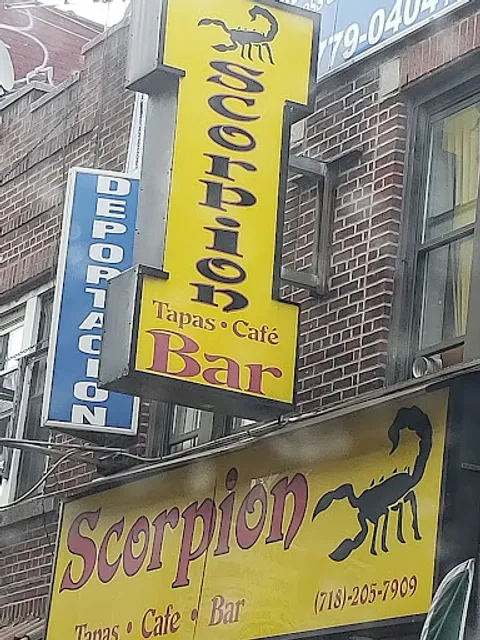 779-0404
Scorpion
Tapas • Café
Bar
DEPORTACION
Scorpion
Tapas • Cafe • Bar
(718)-205-7909